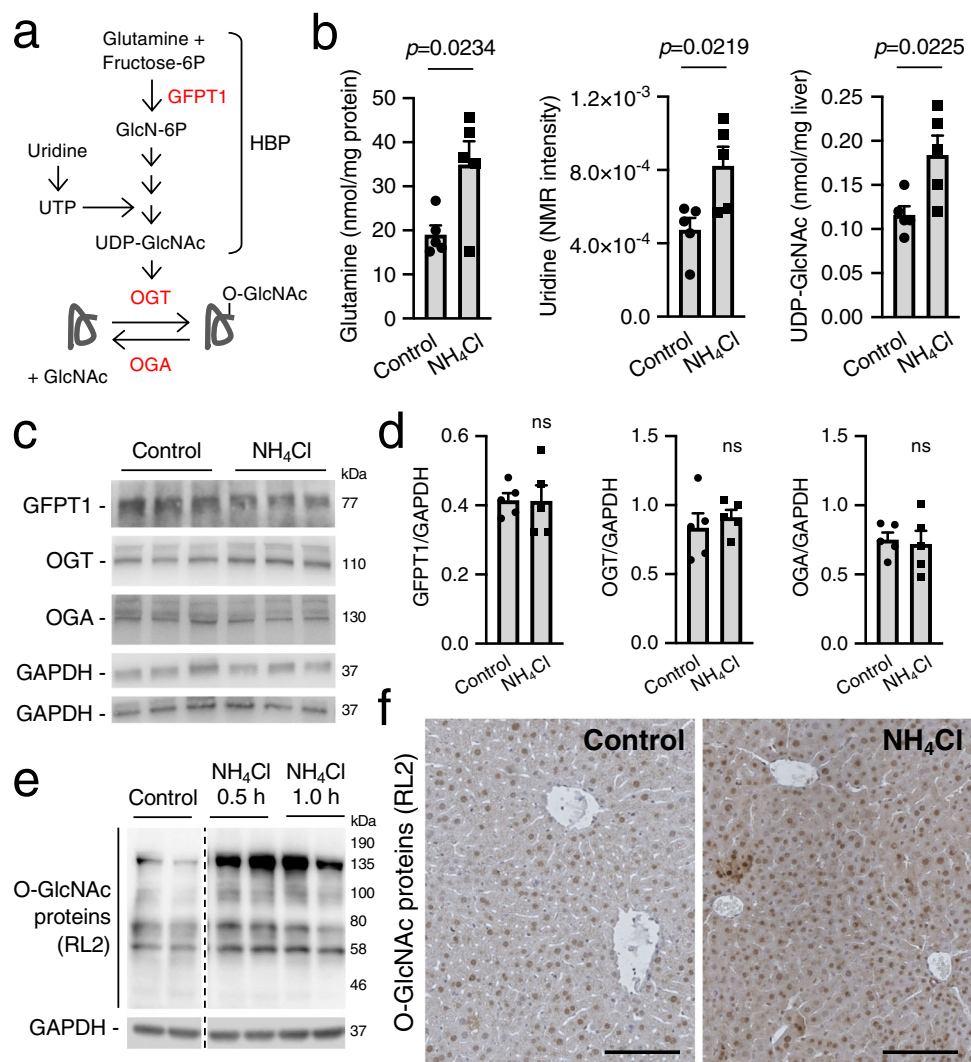 a
Glutamine +
Fructose-6P
GFPT1
GlcN-6P
HBP
Uridine
UTP
UDP-GlcNAc
OGT
O-GlcNAc
OGA
+ GlcNAc
b
p=0.0234
Glutamine (nmol/mg protein)
50
40
30
20
10
0
Control
NH₄Cl
p=0.0219
Uridine (NMR intensity)
1.2×10⁻³
8.0×10⁻⁴
4.0×10⁻⁴
0.0
Control
NH₄Cl
p=0.0225
UDP-GlcNAc (nmol/mg liver)
0.25
0.20
0.15
0.10
0.05
0.00
Control
NH₄Cl
c
Control NH₄Cl
kDa
GFPT1 - 77
OGT - 110
OGA - 130
GAPDH - 37
GAPDH - 37
d
ns
GFPT1/GAPDH
0.6
0.4
0.2
0.0
Control
NH₄Cl
ns
OGT/GAPDH
1.5
1.0
0.5
0.0
Control
NH₄Cl
ns
OGA/GAPDH
1.5
1.0
0.5
0.0
Control
NH₄Cl
e
Control
NH₄Cl
0.5 h
NH₄Cl
1.0 h
kDa
190
135
100
80
58
46
O-GlcNAc
proteins
(RL2)
GAPDH - 37
f
O-GlcNAc proteins (RL2)
Control
NH₄Cl